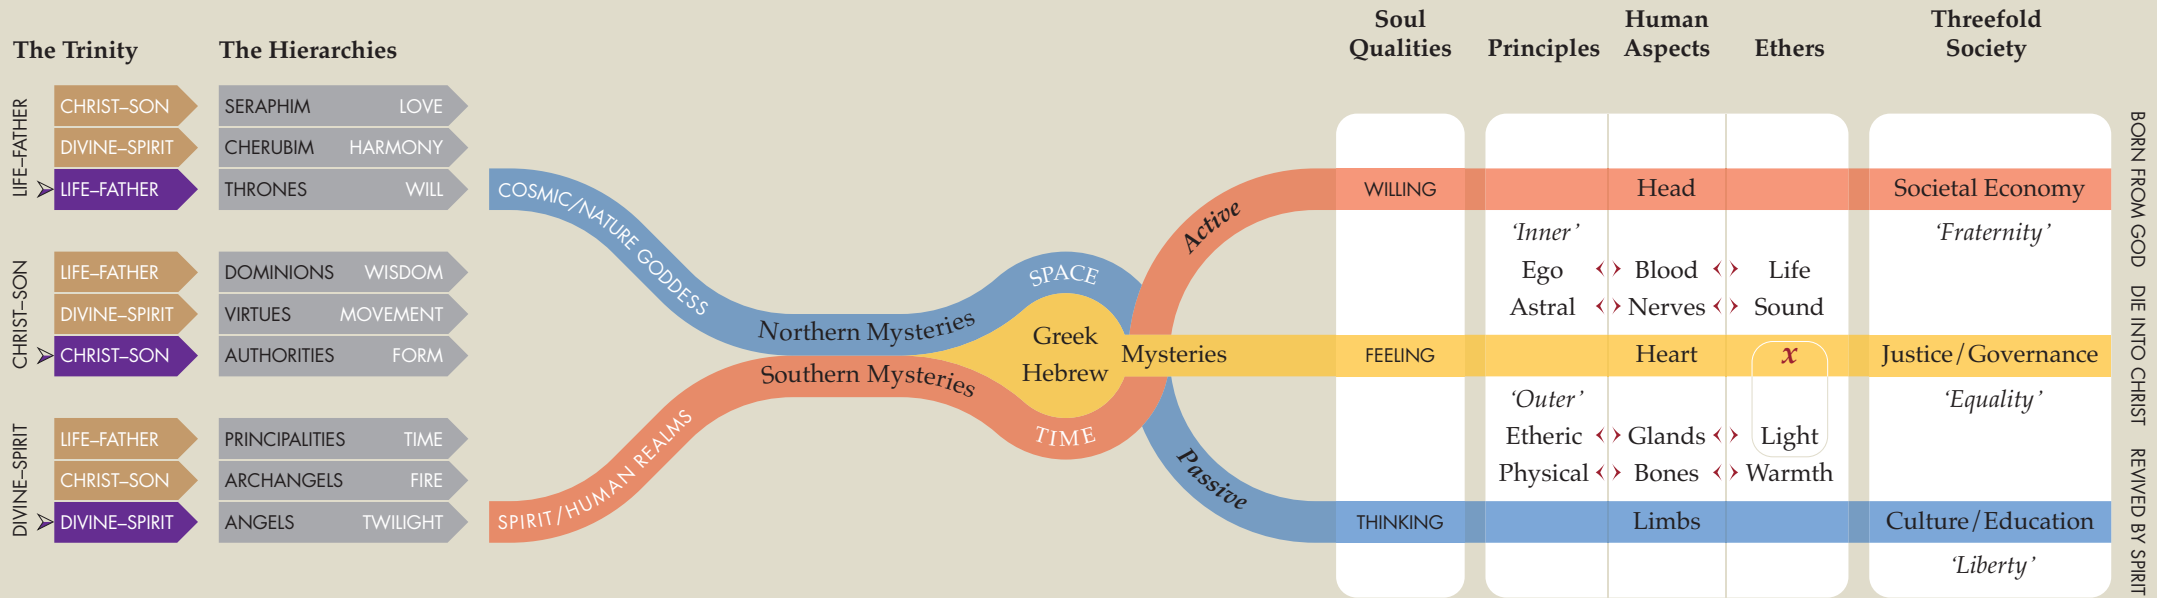 The Trinity
The Hierarchies
Soul
Qualities
Principles
Human
Aspects
Ethers
Threefold
Society
LIFE–FATHER
CHRIST–SON
SERAPHIM LOVE
DIVINE–SPIRIT
CHERUBIM HARMONY
LIFE–FATHER
THRONES WILL
CHRIST–SON
LIFE–FATHER
DOMINIONS WISDOM
DIVINE–SPIRIT
VIRTUES MOVEMENT
CHRIST–SON
AUTHORITIES FORM
DIVINE–SPIRIT
LIFE–FATHER
PRINCIPALITIES TIME
CHRIST–SON
ARCHANGELS FIRE
DIVINE–SPIRIT
ANGELS TWILIGHT
COSMIC/NATURE GODDESS
SPIRIT/HUMAN REALMS
Northern Mysteries
Southern Mysteries
SPACE
Greek
Hebrew
Mysteries
TIME
Active
Passive
WILLING
Head
Societal Economy
‘Inner’
‘Fraternity’
Ego < > Blood < > Life
Astral < > Nerves < > Sound
FEELING
Heart
x
Justice/Governance
‘Outer’
‘Equality’
Etheric < > Glands < > Light
Physical < > Bones < > Warmth
THINKING
Limbs
Culture/Education
‘Liberty’
BORN FROM GOD DIE INTO CHRIST REVIVED BY SPIRIT